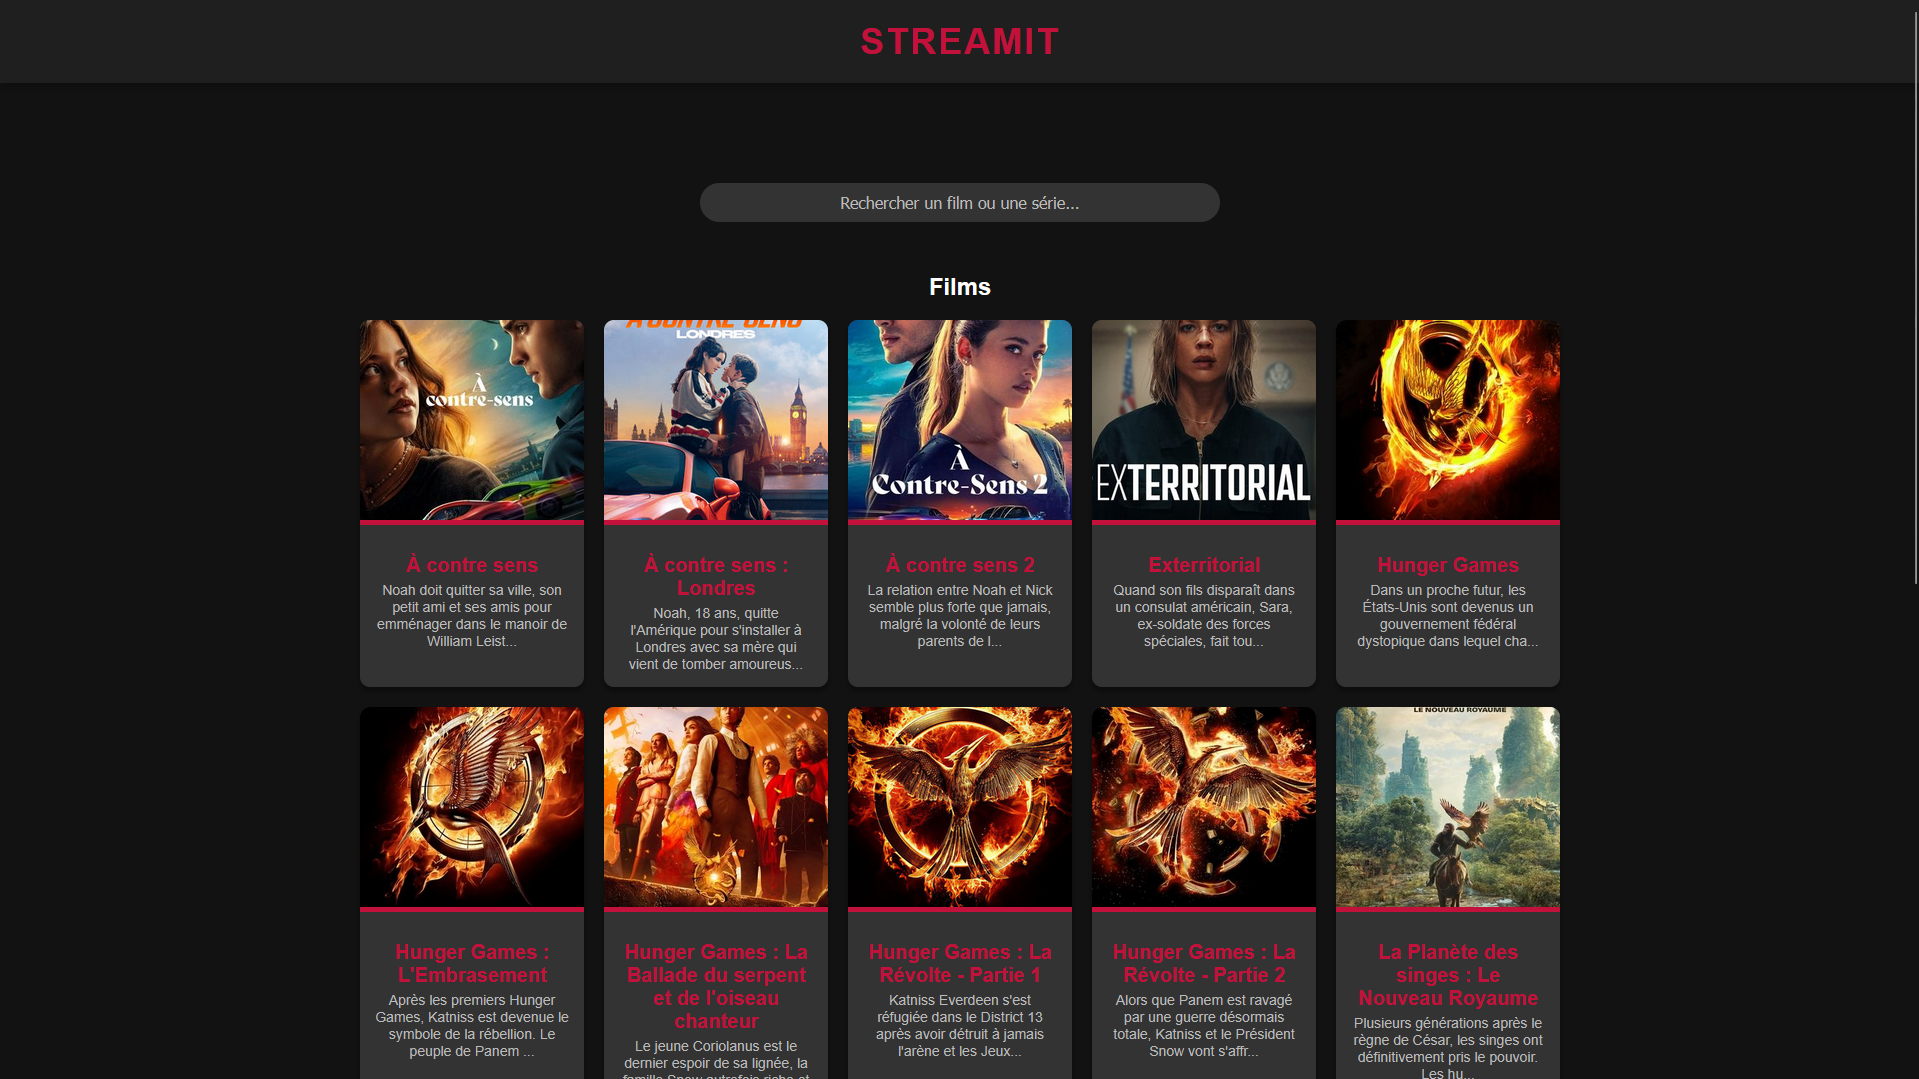 STREAMIT
Rechercher un film ou une série...
Films
À
contre-sens
À CONTRE-SENS
LONDRES
À
Contre-Sens 2
EXTERRITORIAL
À contre sens
Noah doit quitter sa ville, son
petit ami et ses amis pour
emménager dans le manoir de
William Leist...
À contre sens :
Londres
Noah, 18 ans, quitte
l'Amérique pour s'installer à
Londres avec sa mère qui
vient de tomber amoureus...
À contre sens 2
La relation entre Noah et Nick
semble plus forte que jamais,
malgré la volonté de leurs
parents de l...
Exterritorial
Quand son fils disparaît dans
un consulat américain, Sara,
ex-soldate des forces
spéciales, fait tou...
Hunger Games
Dans un proche futur, les
États-Unis sont devenus un
gouvernement fédéral
dystopique dans lequel cha...
LE NOUVEAU ROYAUME
Hunger Games :
L'Embrasement
Après les premiers Hunger
Games, Katniss est devenue le
symbole de la rébellion. Le
peuple de Panem ...
Hunger Games : La
Ballade du serpent
et de l'oiseau
chanteur
Le jeune Coriolanus est le
dernier espoir de sa lignée, la
famille Snow autrefois riche et
Hunger Games : La
Révolte - Partie 1
Katniss Everdeen s'est
réfugiée dans le District 13
après avoir détruit à jamais
l'arène et les Jeux...
Hunger Games : La
Révolte - Partie 2
Alors que Panem est ravagé
par une guerre désormais
totale, Katniss et le Président
Snow vont s'affr...
La Planète des
singes : Le
Nouveau Royaume
Plusieurs générations après le
règne de César, les singes ont
définitivement pris le pouvoir.
Les hu...